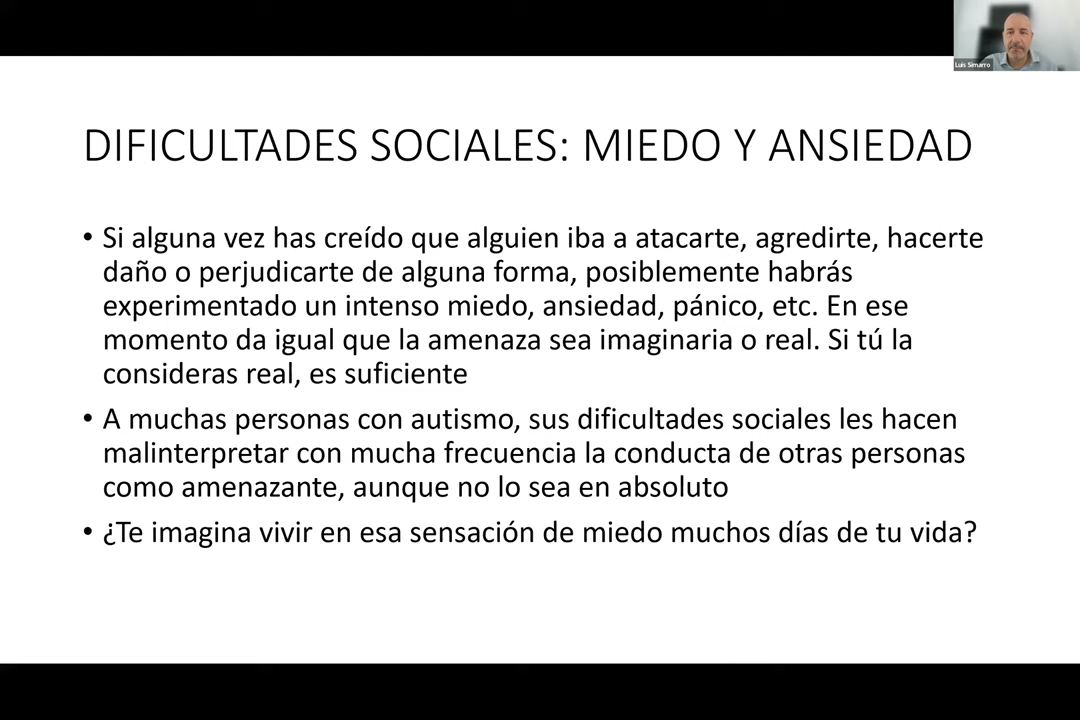 Luis Simarro
DIFICULTADES SOCIALES: MIEDO Y ANSIEDAD
• Si alguna vez has creído que alguien iba a atacarte, agredirte, hacerte
daño o perjudicarte de alguna forma, posiblemente habrás
experimentado un intenso miedo, ansiedad, pánico, etc. En ese
momento da igual que la amenaza sea imaginaria o real. Si tú la
consideras real, es suficiente
• A muchas personas con autismo, sus dificultades sociales les hacen
malinterpretar con mucha frecuencia la conducta de otras personas
como amenazante, aunque no lo sea en absoluto
• ¿Te imagina vivir en esa sensación de miedo muchos días de tu vida?